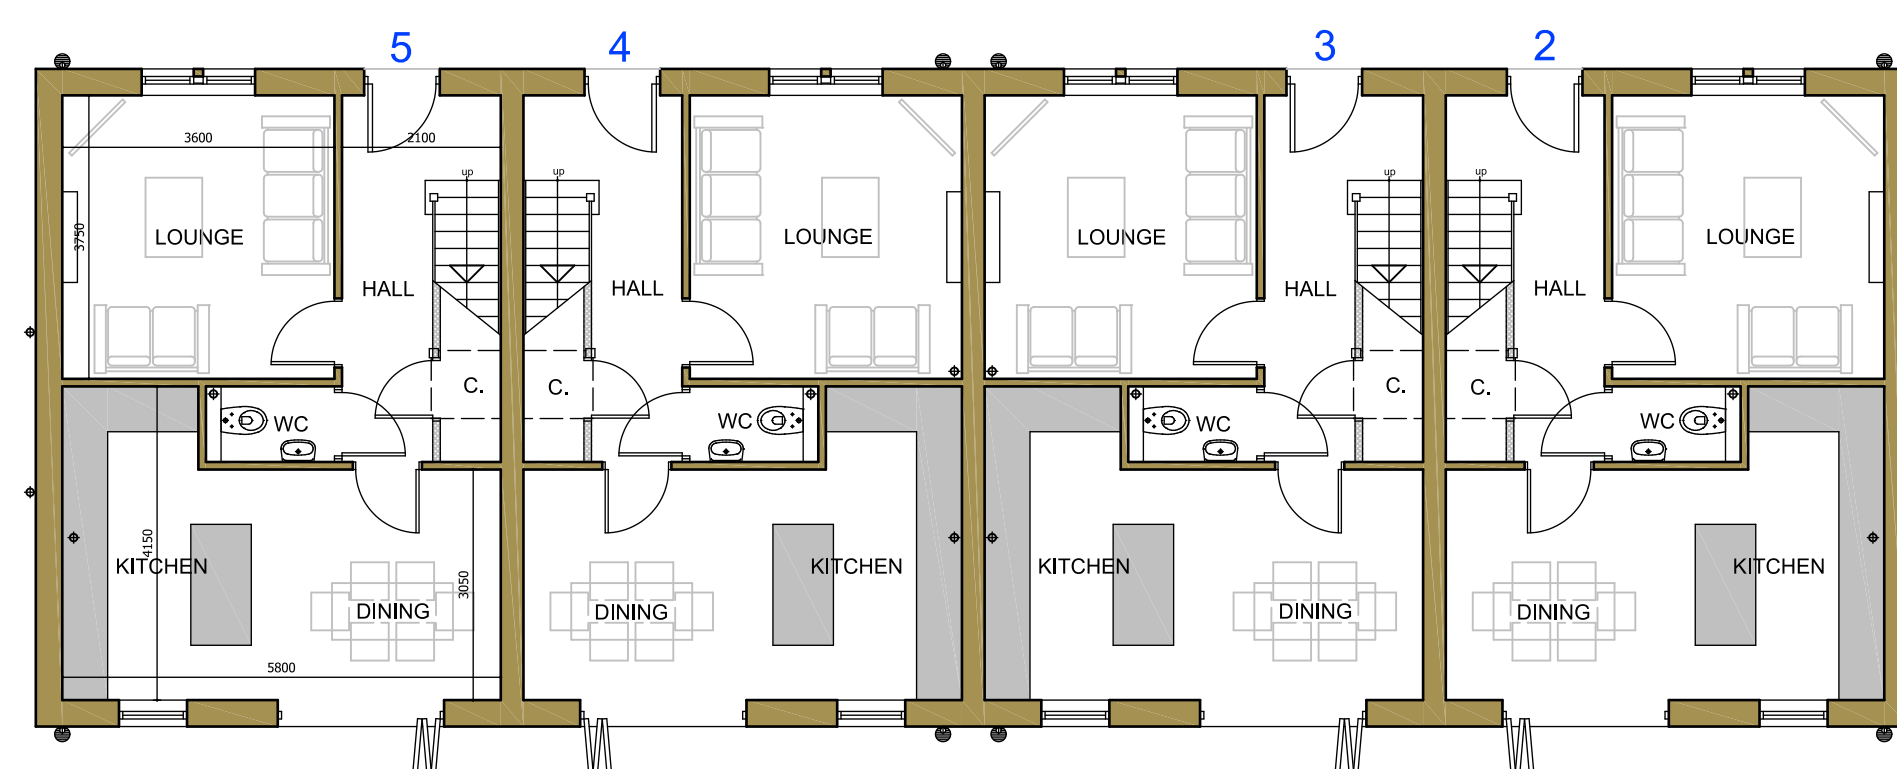 5 4 3 2
3600 2100
up up up up
3750
LOUNGE LOUNGE LOUNGE LOUNGE
HALL HALL HALL HALL
C. C. C. C.
WC WC WC WC
4150
KITCHEN KITCHEN KITCHEN KITCHEN
3050
DINING DINING DINING DINING
5800